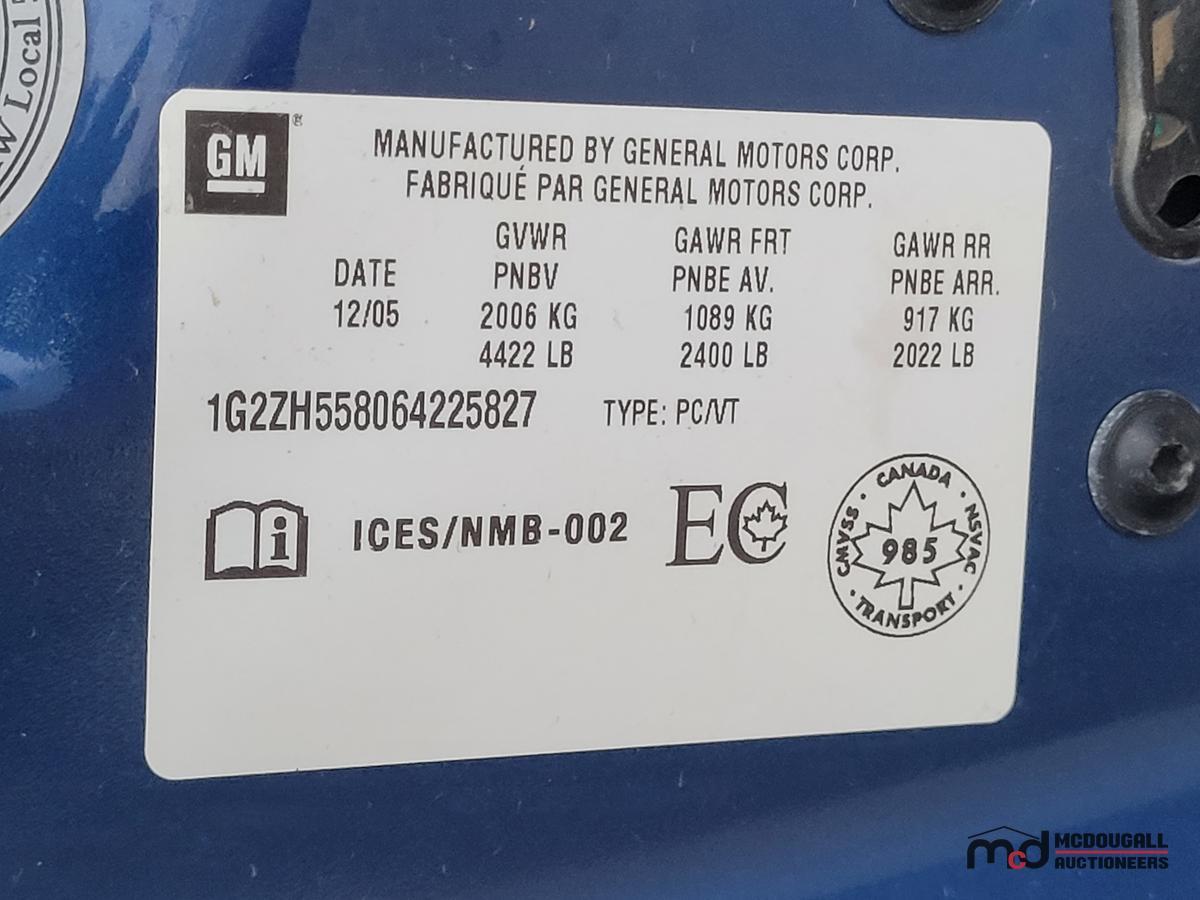 W Local
GM®
MANUFACTURED BY GENERAL MOTORS CORP.
FABRIQUÉ PAR GENERAL MOTORS CORP.
GVWR GAWR FRT GAWR RR
DATE PNBV PNBE AV. PNBE ARR.
12/05 2006 KG 1089 KG 917 KG
4422 LB 2400 LB 2022 LB
1G2ZH558064225827 TYPE: PC/VT
i ICES/NMB-002 EC
CANADA
CMVSS 985 NSVAC
TRANSPORT
mcd MCDOUGALL
AUCTIONEERS